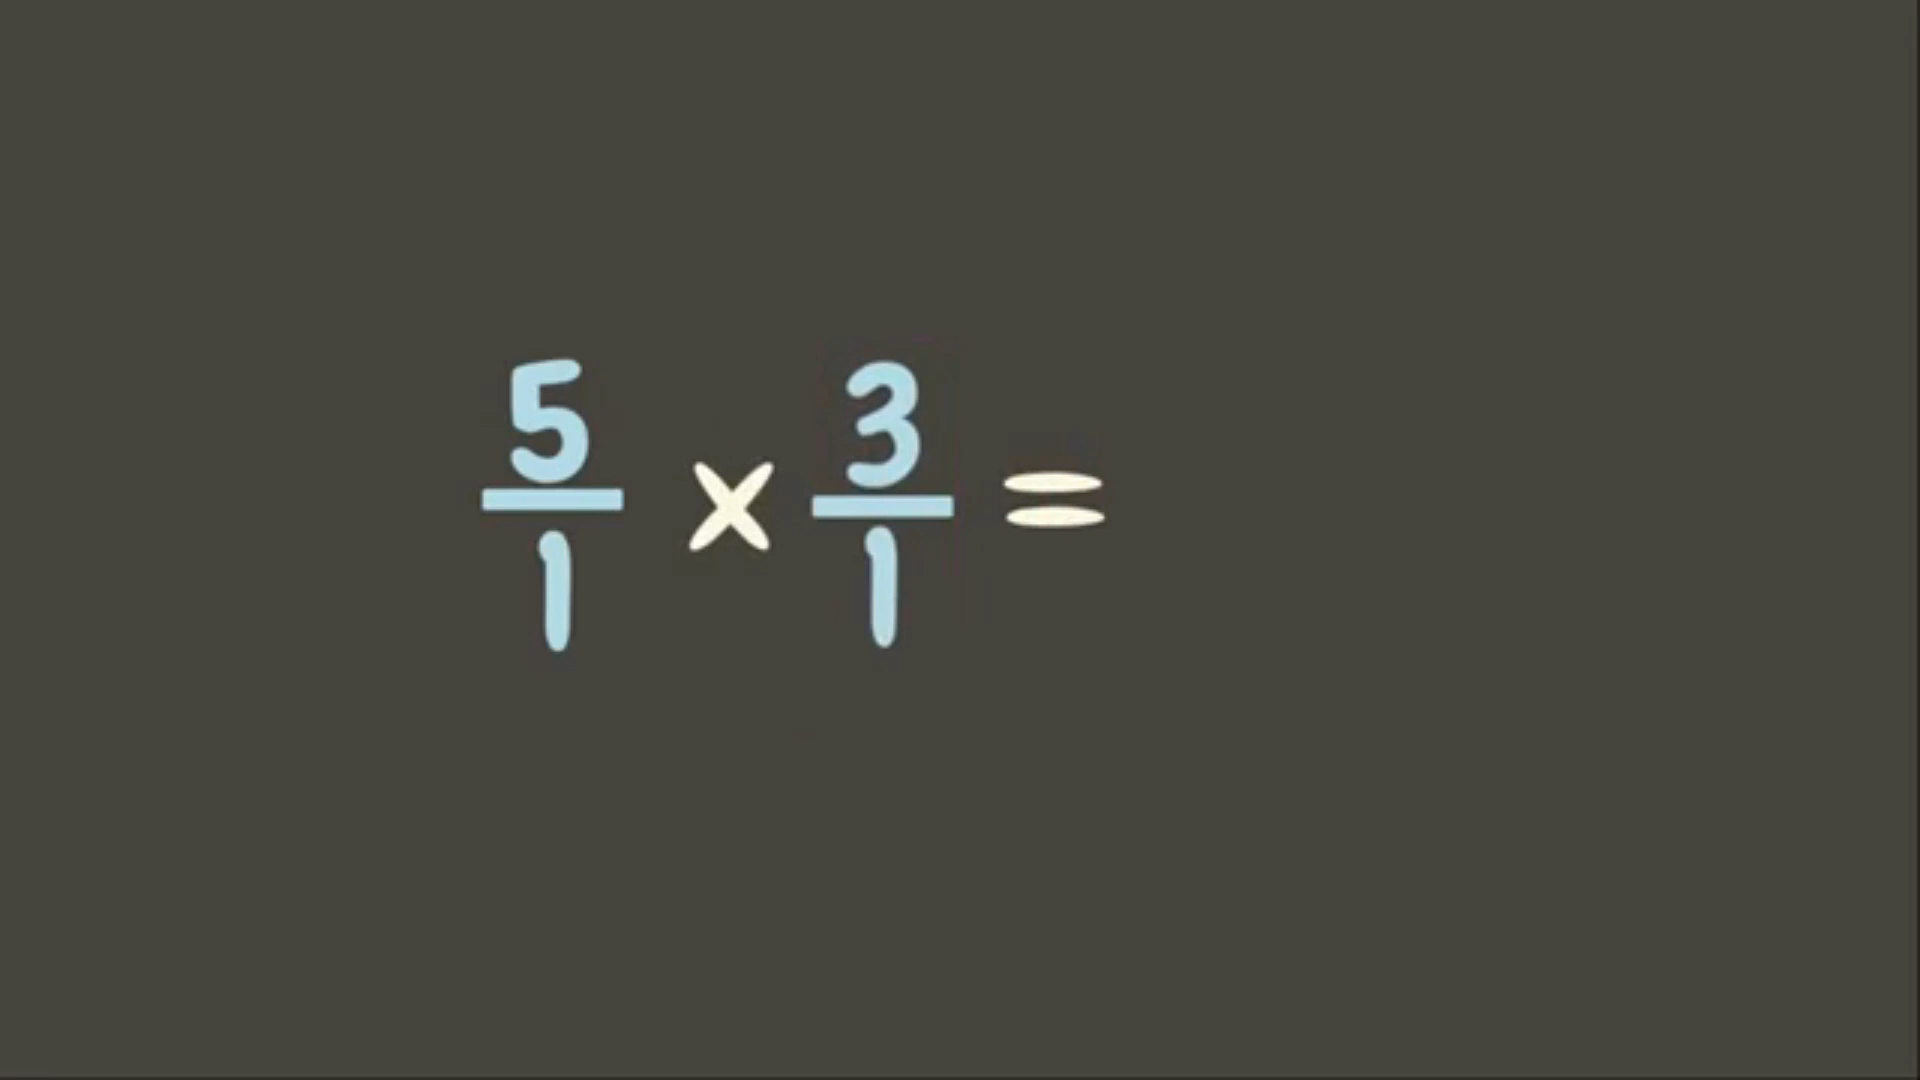 5/1 × 3/1 =